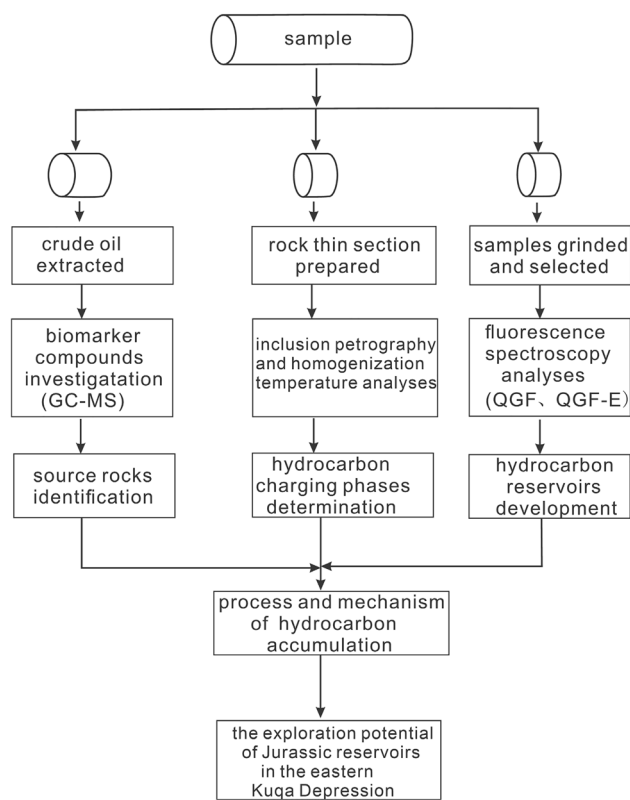 sample
crude oil
extracted
rock thin section
prepared
samples grinded
and selected
biomarker
compounds
investigatation
(GC-MS)
inclusion petrography
and homogenization
temperature analyses
fluorescence
spectroscopy
analyses
(QGF、QGF-E)
source rocks
identification
hydrocarbon
charging phases
determination
hydrocarbon
reservoirs
development
process and mechanism
of hydrocarbon
accumulation
the exploration potential
of Jurassic reservoirs
in the eastern
Kuqa Depression